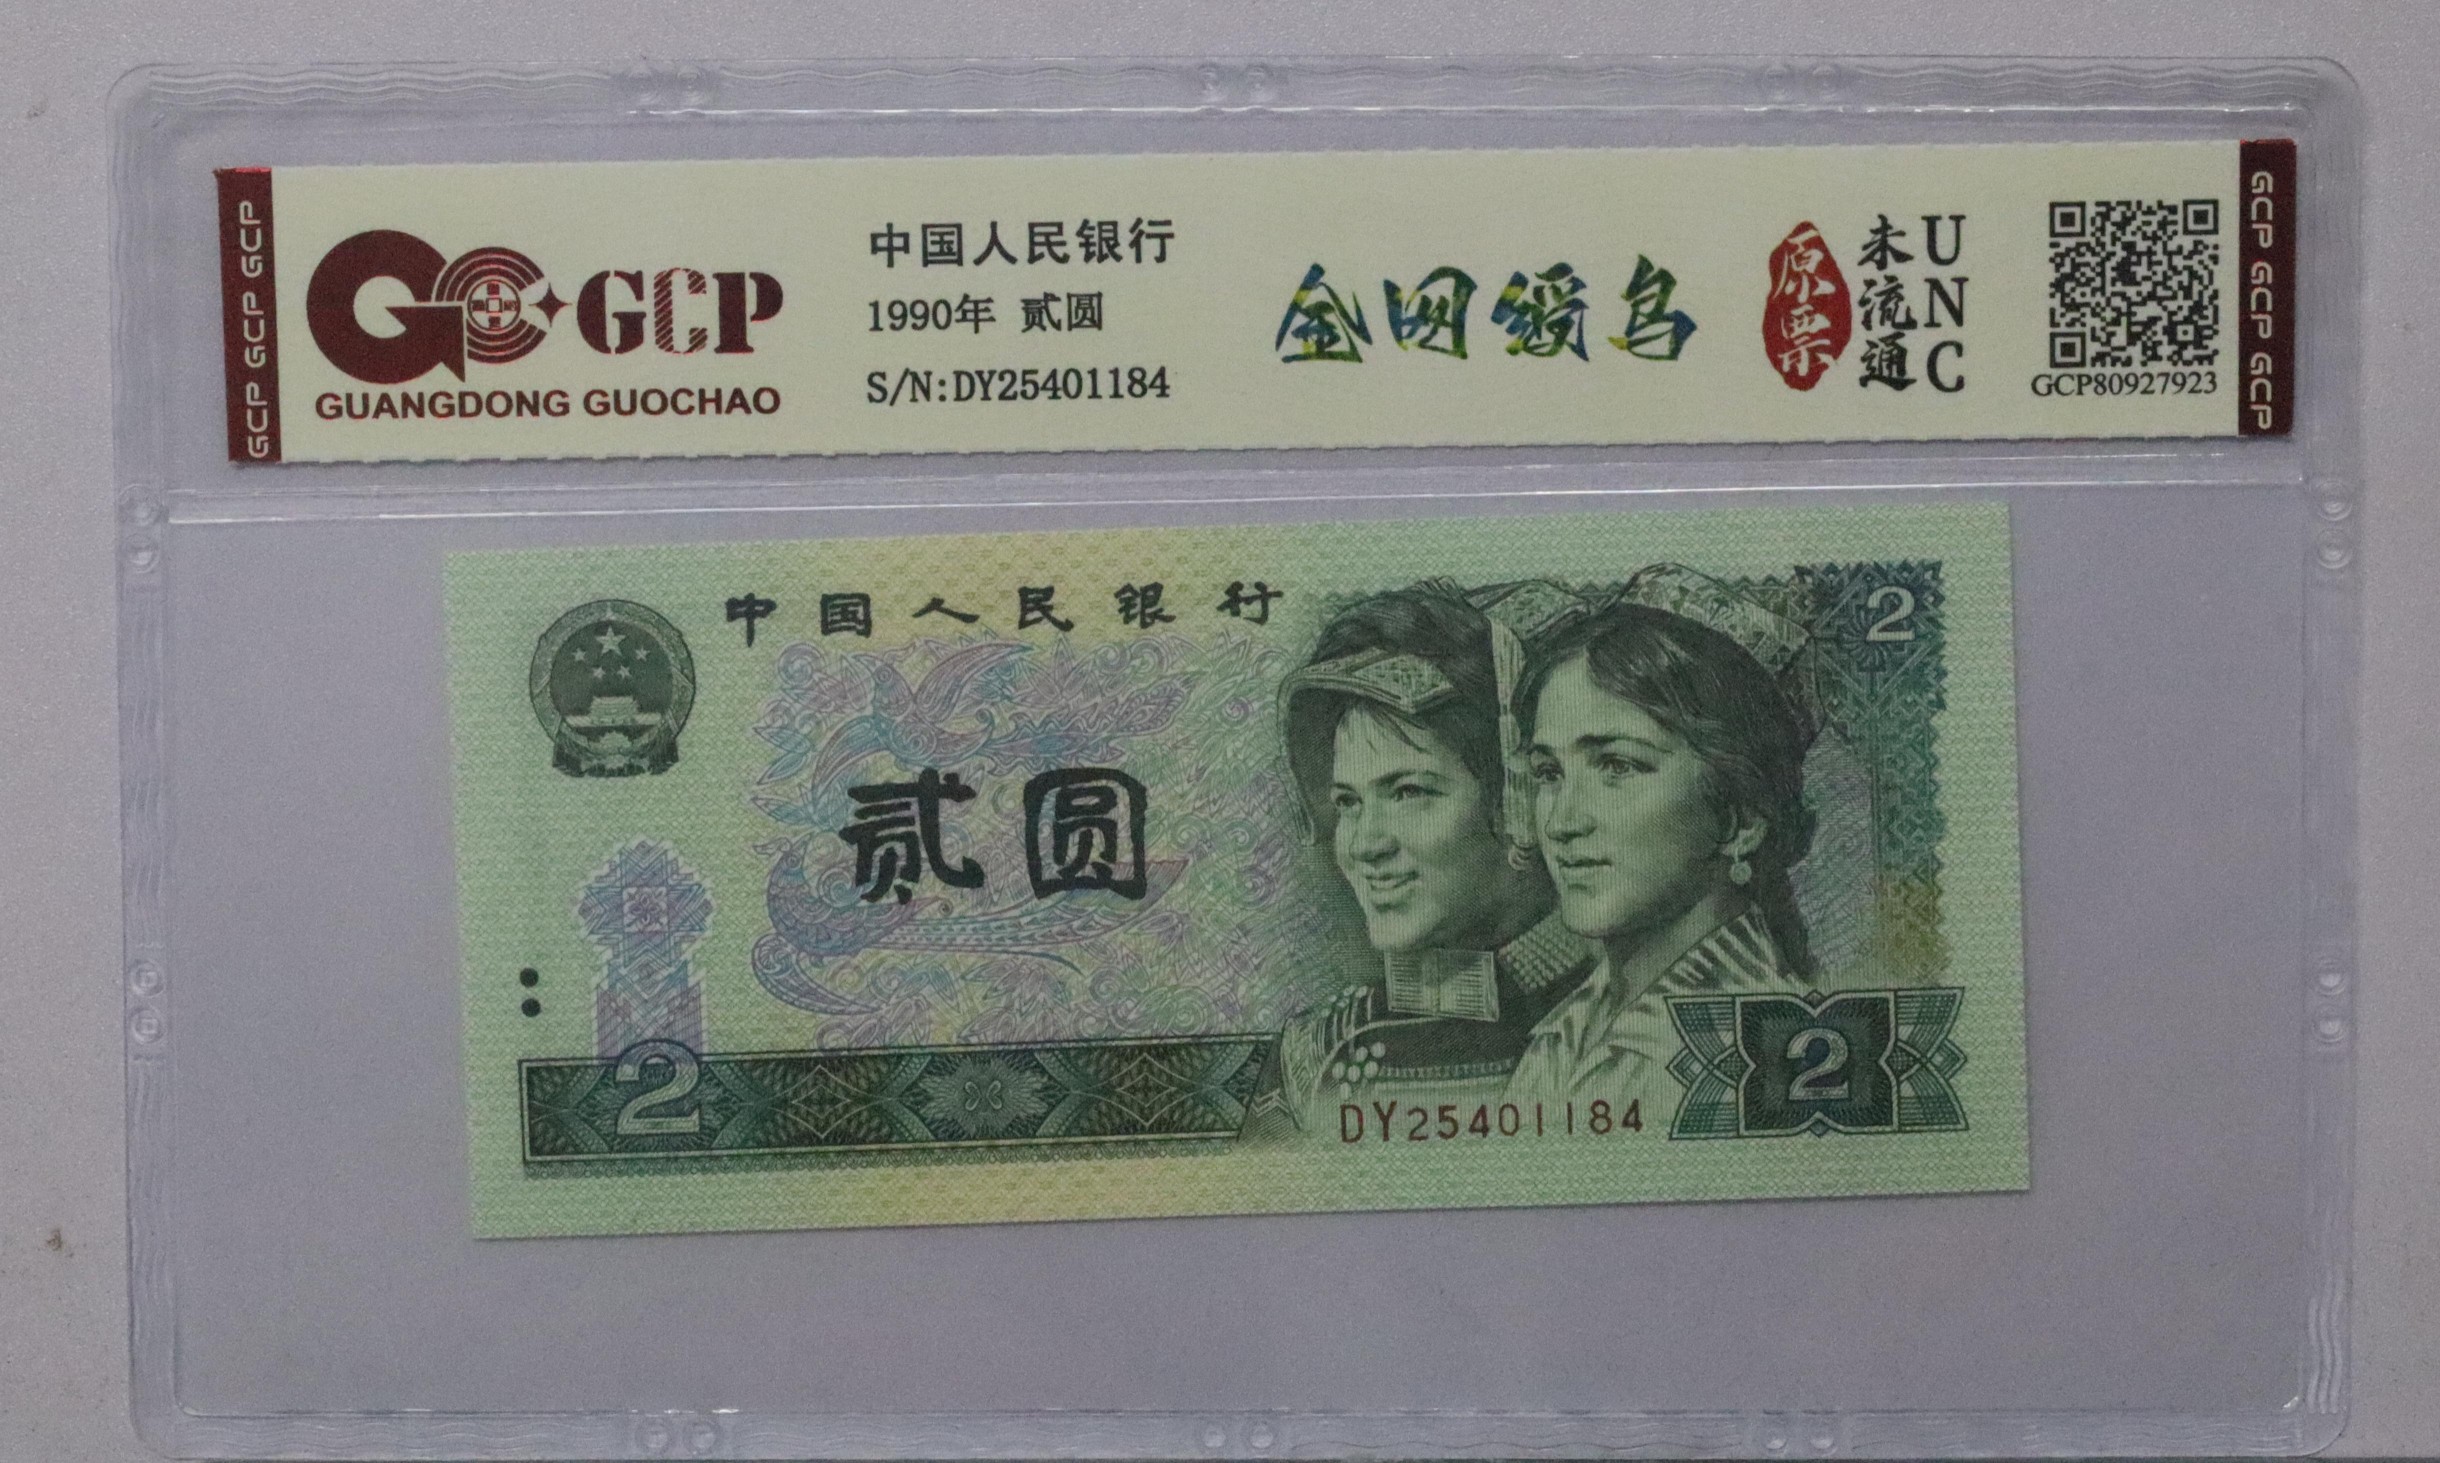 GCP GCP GCP
GCP
GUANGDONG GUOCHAO
中国人民银行
1990年 贰圆
S/N:DY25401184
金网绶鸟
原票
未流通
UNC
GCP80927923
GCP GCP GCP
中国人民银行
2
贰圆
2
2
DY25401184